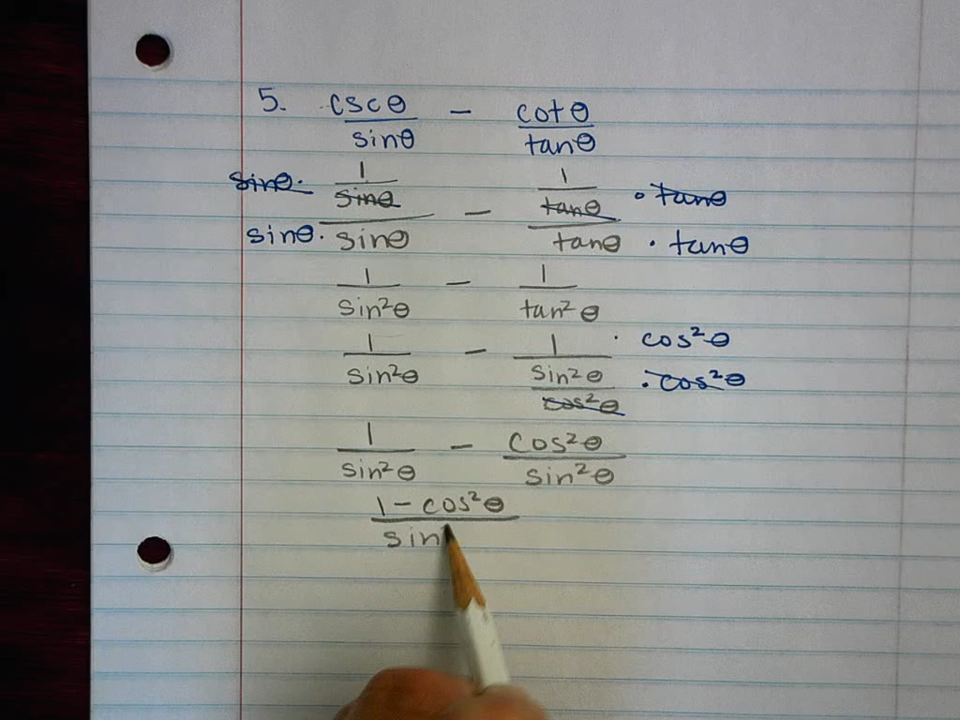 5. cscθ/sinθ − cotθ/tanθ
sinθ· 1/sinθ − 1/tanθ · tanθ
sinθ· sinθ tanθ · tanθ
1/sin²θ − 1/tan²θ
1/sin²θ − 1/(sin²θ/cos²θ) · cos²θ/· cos²θ
1/sin²θ − cos²θ/sin²θ
1 − cos²θ
sin